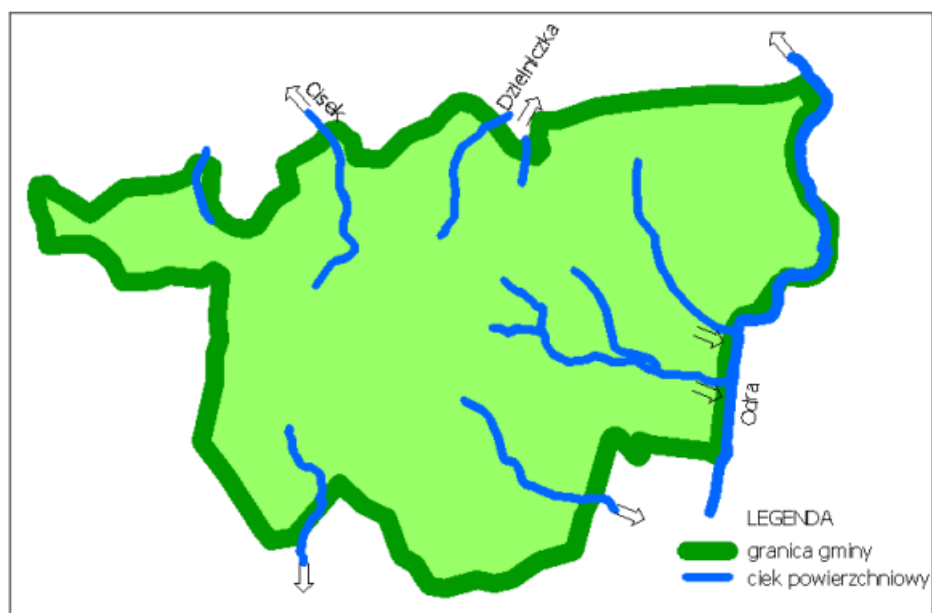 Cisek
Dzielniczka
Odra
LEGENDA
granica gminy
ciek powierzchniowy